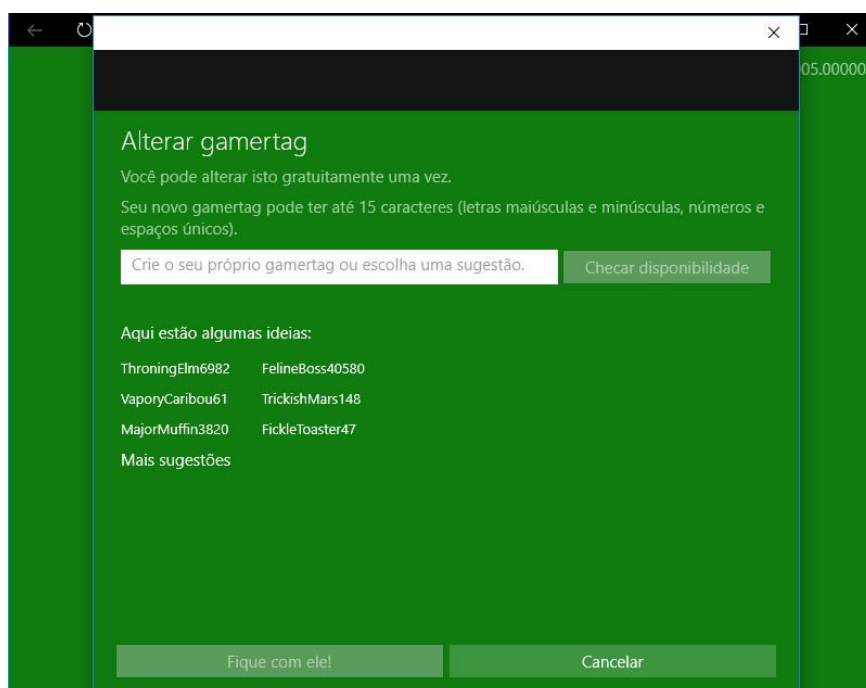 05.00000
Alterar gamertag
Você pode alterar isto gratuitamente uma vez.
Seu novo gamertag pode ter até 15 caracteres (letras maiúsculas e minúsculas, números e
espaços únicos).
Crie o seu próprio gamertag ou escolha uma sugestão. Checar disponibilidade
Aqui estão algumas ideias:
ThroningElm6982 FelineBoss40580
VaporyCaribou61 TrickishMars148
MajorMuffin3820 FickleToaster47
Mais sugestões
Fique com ele! Cancelar